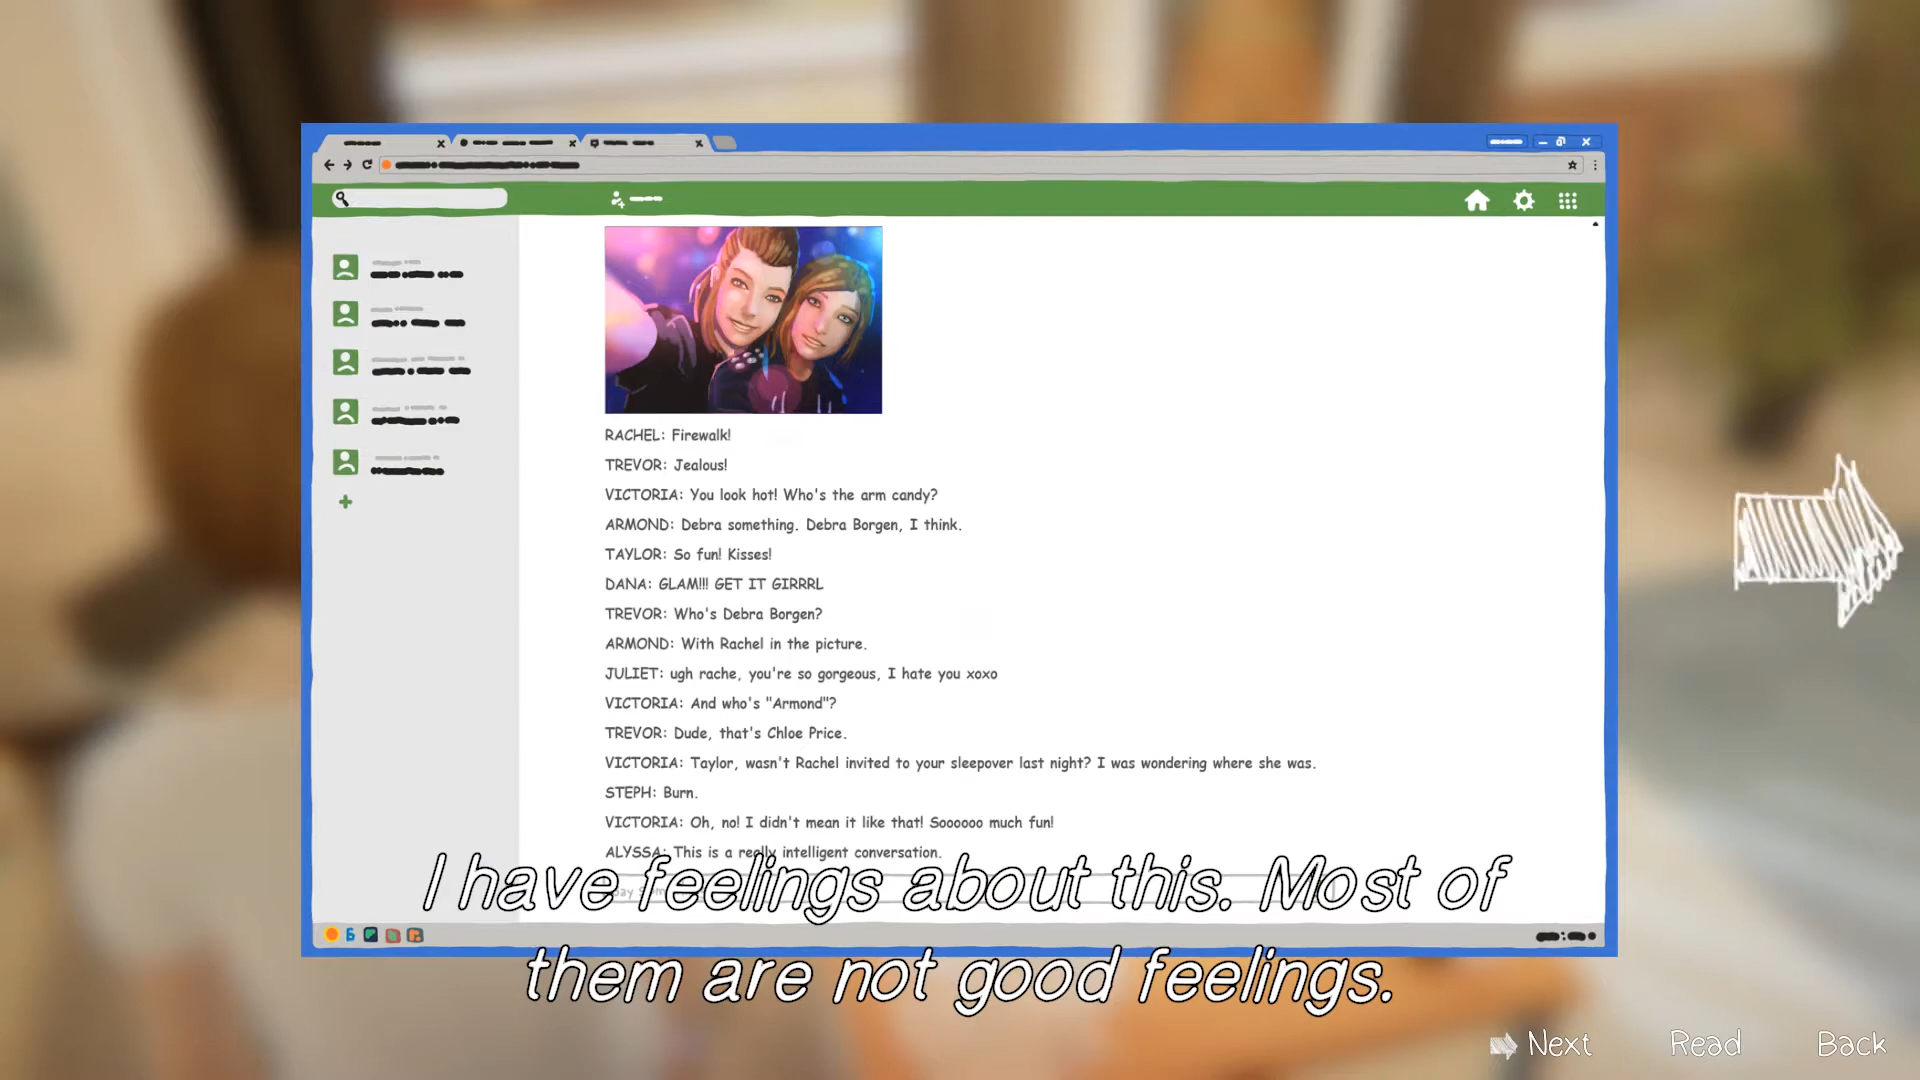 RACHEL: Firewalk!
TREVOR: Jealous!
VICTORIA: You look hot! Who's the arm candy?
ARMOND: Debra something. Debra Borgen, I think.
TAYLOR: So fun! Kisses!
DANA: GLAM!!! GET IT GIRRRL
TREVOR: Who's Debra Borgen?
ARMOND: With Rachel in the picture.
JULIET: ugh rache, you're so gorgeous, I hate you xoxo
VICTORIA: And who's "Armond"?
TREVOR: Dude, that's Chloe Price.
VICTORIA: Taylor, wasn't Rachel invited to your sleepover last night? I was wondering where she was.
STEPH: Burn.
VICTORIA: Oh, no! I didn't mean it like that! Soooooo much fun!
ALYSSA: This is a really intelligent conversation.
I have feelings about this. Most of
them are not good feelings.
Next Read Back